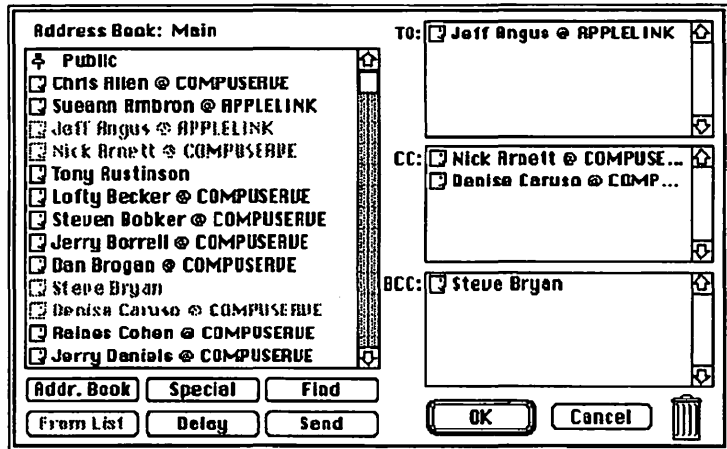 Address Book: Main
Public
Chris Allen @ COMPUSERVE
Sueann Ambron @ APPLELINK
Jeff Angus @ APPLELINK
Nick Arnett @ COMPUSERVE
Tony Austinson
Lofty Becker @ COMPUSERVE
Steven Bobker @ COMPUSERVE
Jerry Borrell @ COMPUSERVE
Dan Brogan @ COMPUSERVE
Steve Bryan
Denise Caruso @ COMPUSERVE
Raines Cohen @ COMPUSERVE
Jerry Daniels @ COMPUSERVE
Addr. Book Special Find
From List Delay Send
TO: Jeff Angus @ APPLELINK
CC: Nick Arnett @ COMPUSE...
Denise Caruso @ COMP...
BCC: Steve Bryan
OK Cancel